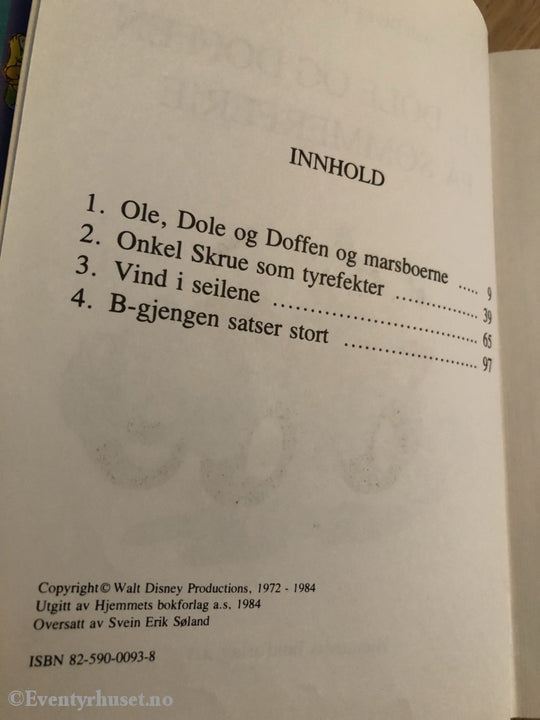 INNHOLD
1. Ole, Dole og Doffen og marsboerne ..... 9
2. Onkel Skrue som tyrefekter .............. 39
3. Vind i seilene ................................... 65
4. B-gjengen satser stort ....................... 97
Copyright © Walt Disney Productions, 1972 - 1984
Utgitt av Hjemmets bokforlag a.s, 1984
Oversatt av Svein Erik Søland
ISBN 82-590-0093-8
©Eventyrhuset.no